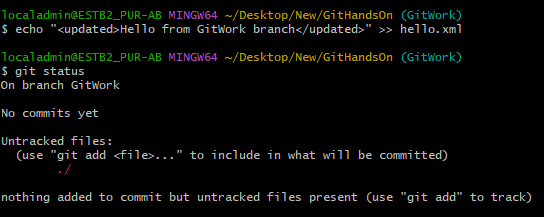 localadmin@ESTB2_PUR-AB MINGW64 ~/Desktop/New/GitHandsOn (GitWork)
$ echo "<updated>Hello from GitWork branch</updated>" >> hello.xml
localadmin@ESTB2_PUR-AB MINGW64 ~/Desktop/New/GitHandsOn (GitWork)
$ git status
On branch GitWork
No commits yet
Untracked files:
(use "git add <file>..." to include in what will be committed)
./
nothing added to commit but untracked files present (use "git add" to track)